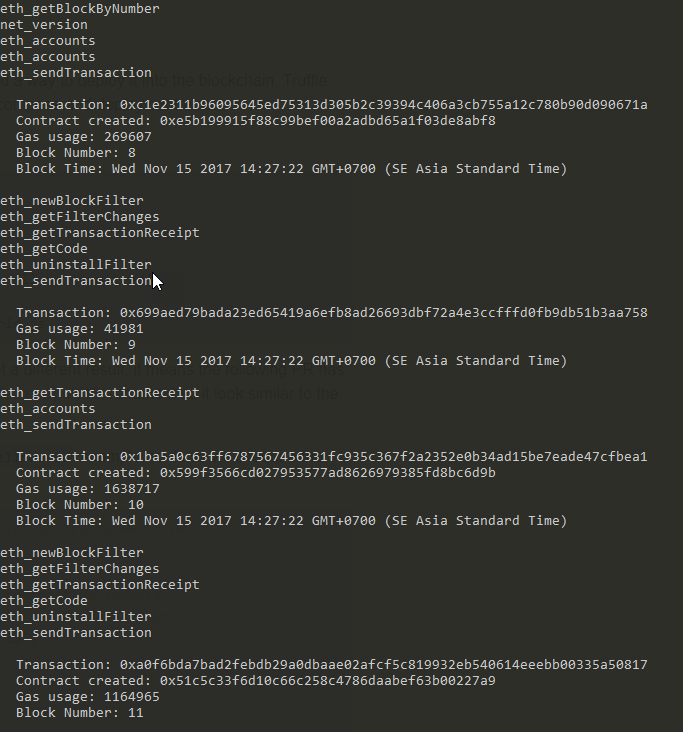 eth_getBlockByNumber
net_version
eth_accounts
eth_accounts
eth_sendTransaction
Transaction: 0xc1e2311b96095645ed75313d305b2c39394c406a3cb755a12c780b90d090671a
Contract created: 0xe5b199915f88c99bef00a2adbd65a1f03de8abf8
Gas usage: 269607
Block Number: 8
Block Time: Wed Nov 15 2017 14:27:22 GMT+0700 (SE Asia Standard Time)
eth_newBlockFilter
eth_getFilterChanges
eth_getTransactionReceipt
eth_getCode
eth_uninstallFilter
eth_sendTransaction
Transaction: 0x699aed79bada23ed65419a6efb8ad26693dbf72a4e3ccfffd0fb9db51b3aa758
Gas usage: 41981
Block Number: 9
Block Time: Wed Nov 15 2017 14:27:22 GMT+0700 (SE Asia Standard Time)
eth_getTransactionReceipt
eth_accounts
eth_sendTransaction
Transaction: 0x1ba5a0c63ff6787567456331fc935c367f2a2352e0b34ad15be7eade47cfbea1
Contract created: 0x599f3566cd027953577ad8626979385fd8bc6d9b
Gas usage: 1638717
Block Number: 10
Block Time: Wed Nov 15 2017 14:27:22 GMT+0700 (SE Asia Standard Time)
eth_newBlockFilter
eth_getFilterChanges
eth_getTransactionReceipt
eth_getCode
eth_uninstallFilter
eth_sendTransaction
Transaction: 0xa0f6bda7bad2febdb29a0dbaae02afcf5c819932eb540614eeebb00335a50817
Contract created: 0x51c5c33f6d10c66c258c4786daabef63b00227a9
Gas usage: 1164965
Block Number: 11